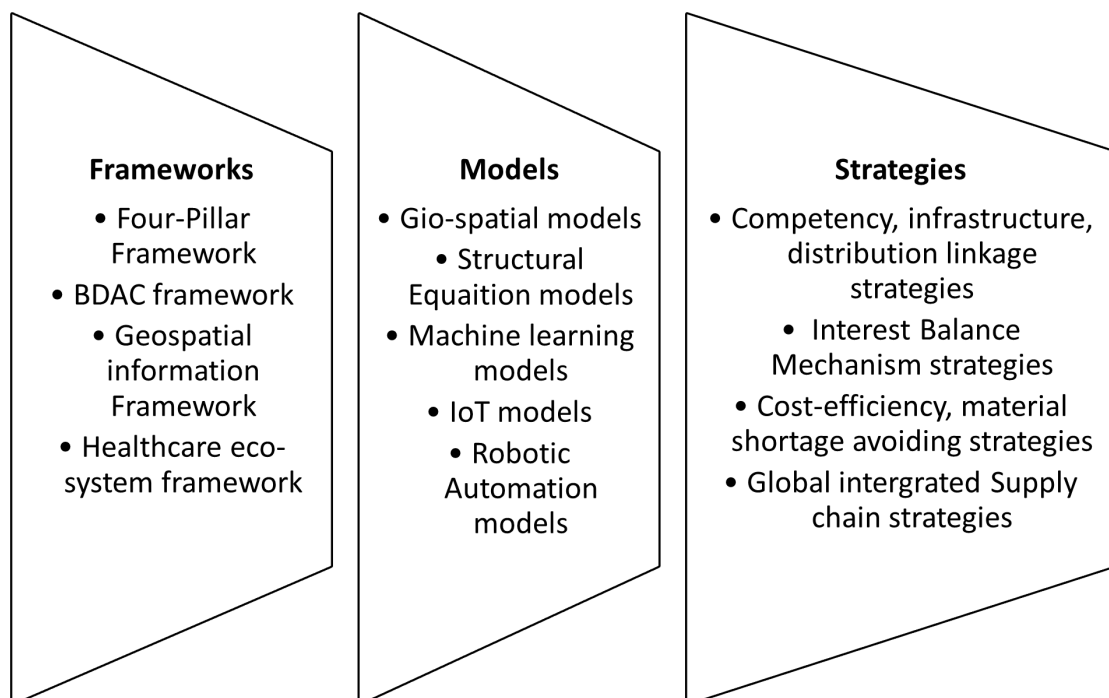 Frameworks
• Four-Pillar
Framework
• BDAC framework
• Geospatial
information
Framework
• Healthcare eco-
system framework
Models
• Gio-spatial models
• Structural
Equaition models
• Machine learning
models
• IoT models
• Robotic
Automation
models
Strategies
• Competency, infrastructure,
distribution linkage
strategies
• Interest Balance
Mechanism strategies
• Cost-efficiency, material
shortage avoiding strategies
• Global intergrated Supply
chain strategies